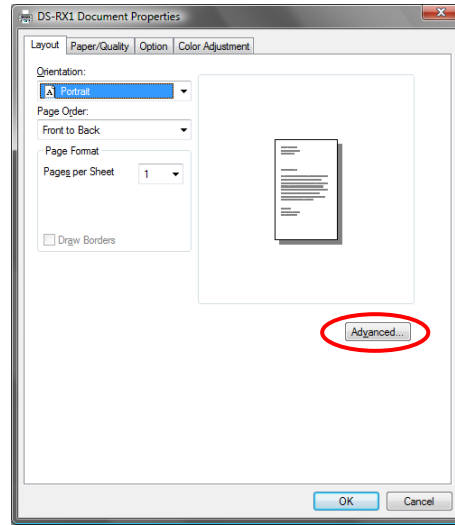 DS-RX1 Document Properties
Layout Paper/Quality Option Color Adjustment
Orientation:
A Portrait
Page Order:
Front to Back
Page Format
Pages per Sheet 1
Draw Borders
Advanced...
OK Cancel